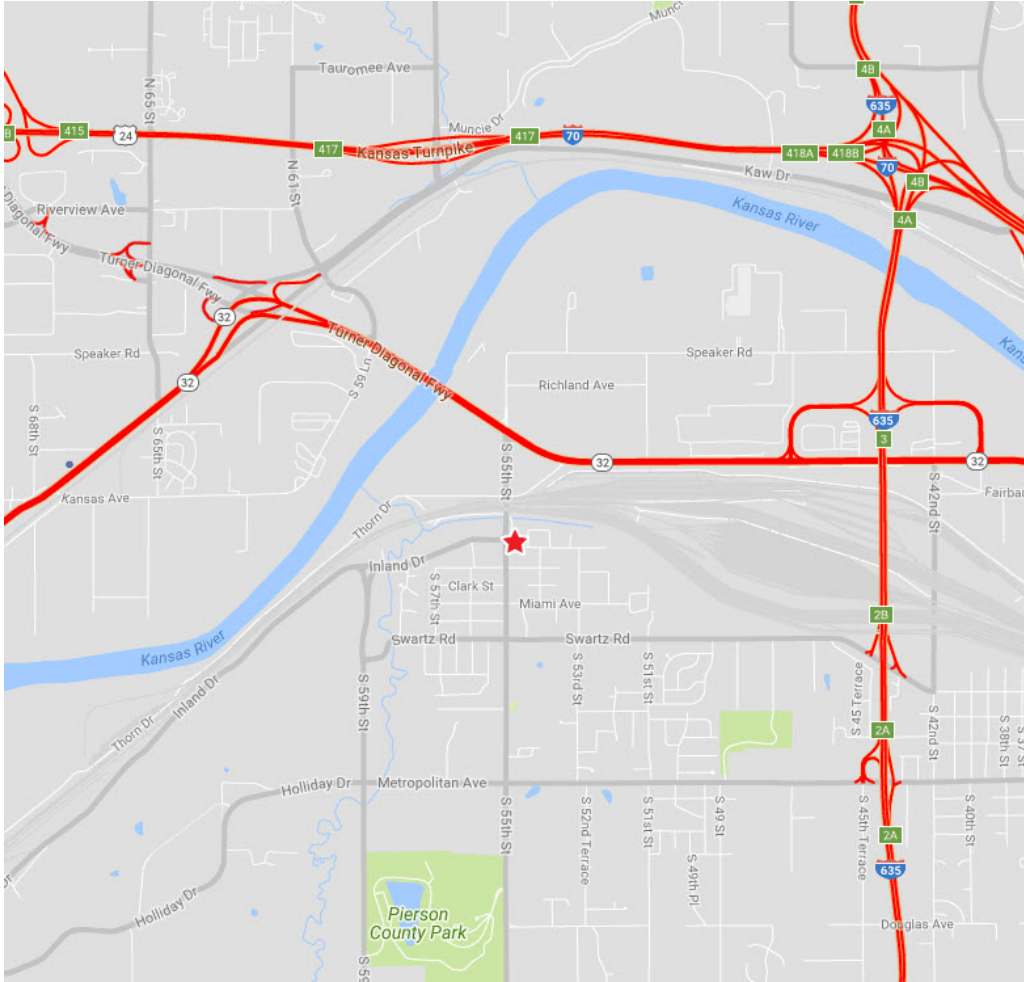 Munci
4B
Tauromee Ave
N 65 St
635
Muncie Dr
4A
B
415
24
417
70
417
Kansas Turnpike
418A
418B
70
N 61 St
Kaw Dr
4B
Riverview Ave
Kansas River
4A
Diagonal Fwy
Turner Diagonal Fwy
32
Turner Diagonal Fwy
Speaker Rd
Speaker Rd
Kans
32
S 59 Ln
Richland Ave
S 68th St
S 65th St
635
3
S 55th St
32
32
S 42nd St
Kansas Ave
Fairban
Thorn Dr
Inland Dr
S 57th St
Clark St
Miami Ave
2B
Swartz Rd
Swartz Rd
Kansas River
S 53rd St
S 51st St
S 45 Terrace
Inland Dr
S 59th St
S 42nd St
S 38th St
S 37 St
Thorn Dr
2A
Holliday Dr
Metropolitan Ave
S 55th St
S 52nd Terrace
S 51st St
S 49 St
S 45th Terrace
S 40th St
2A
S 49th Pl
635
Dr
Holliday Dr
Pierson
County Park
Douglas Ave
S 59